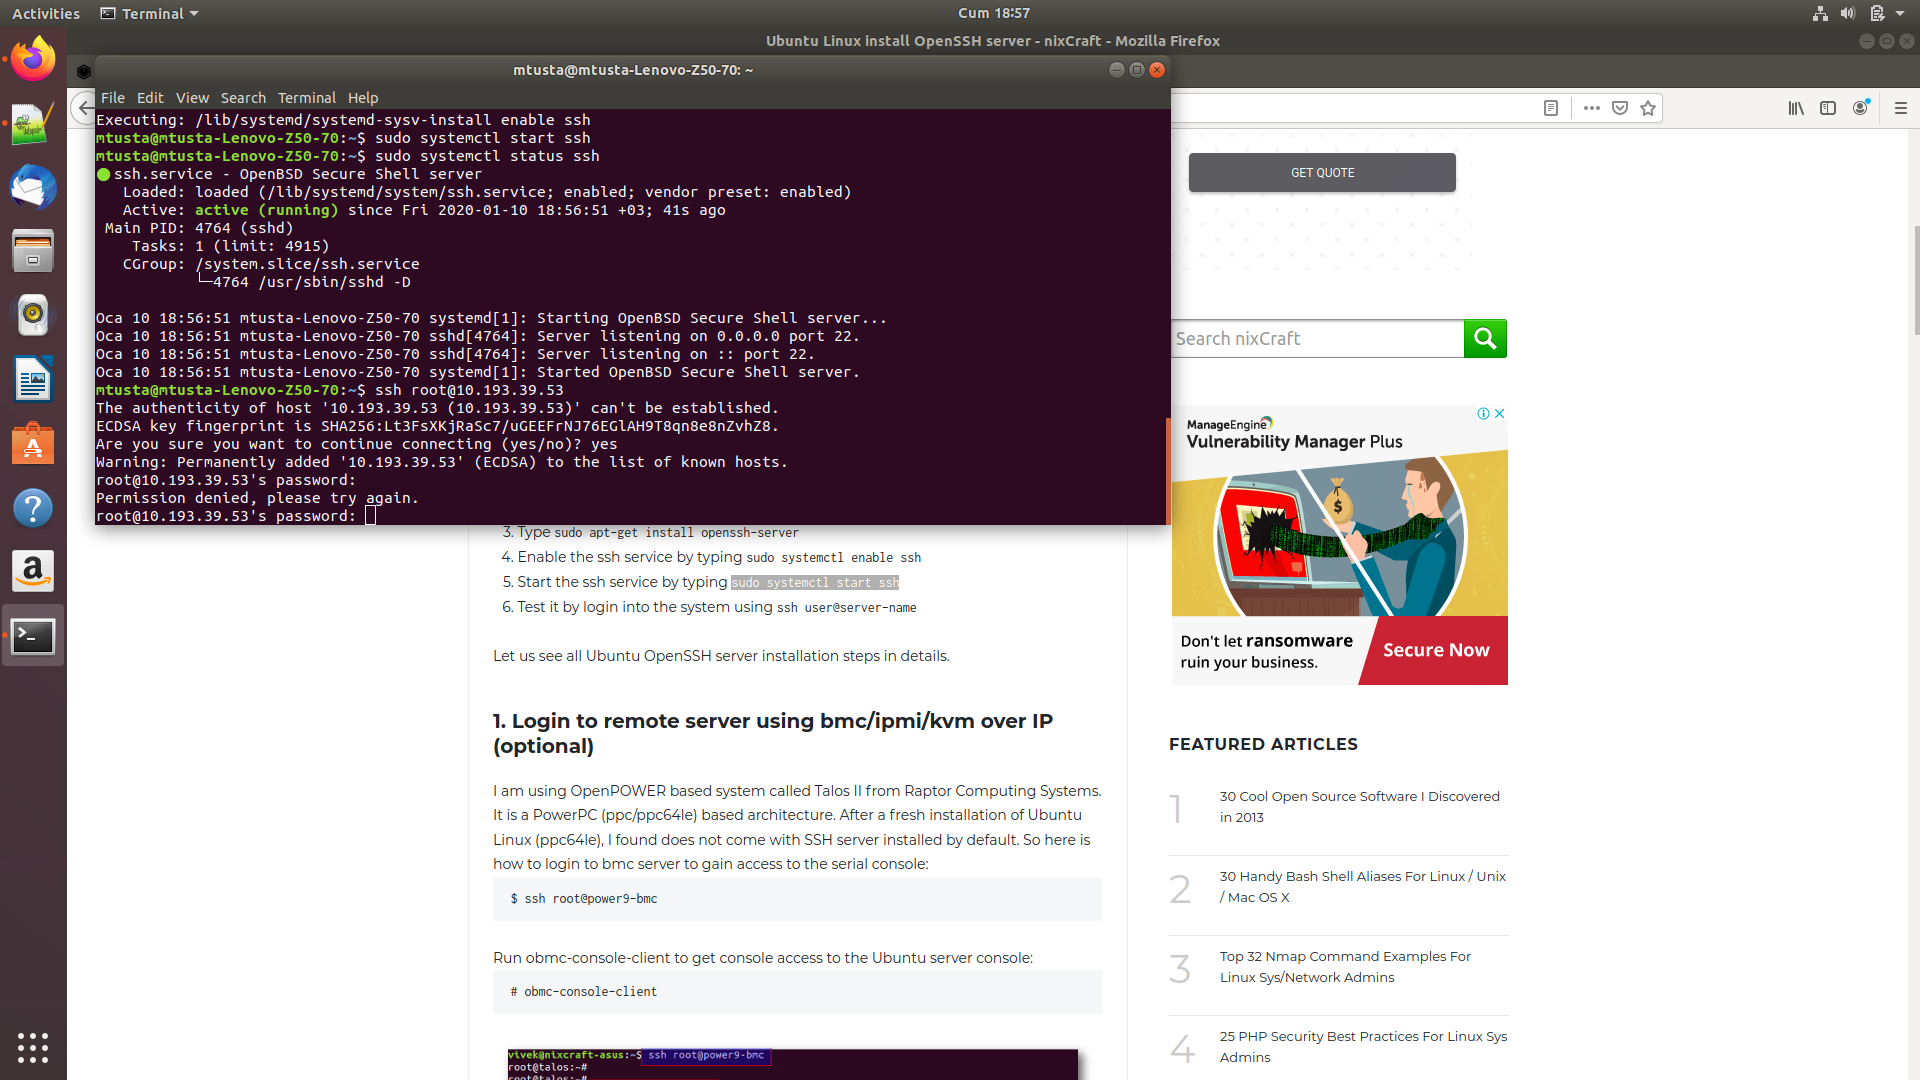 Activities
Terminal
Cum 18:57
Ubuntu Linux install OpenSSH server - nixCraft - Mozilla Firefox
mtusta@mtusta-Lenovo-Z50-70: ~
File Edit View Search Terminal Help
Executing: /lib/systemd/systemd-sysv-install enable ssh
mtusta@mtusta-Lenovo-Z50-70:~$ sudo systemctl start ssh
mtusta@mtusta-Lenovo-Z50-70:~$ sudo systemctl status ssh
● ssh.service - OpenBSD Secure Shell server
Loaded: loaded (/lib/systemd/system/ssh.service; enabled; vendor preset: enabled)
Active: active (running) since Fri 2020-01-10 18:56:51 +03; 41s ago
Main PID: 4764 (sshd)
Tasks: 1 (limit: 4915)
CGroup: /system.slice/ssh.service
└─4764 /usr/sbin/sshd -D
Oca 10 18:56:51 mtusta-Lenovo-Z50-70 systemd[1]: Starting OpenBSD Secure Shell server...
Oca 10 18:56:51 mtusta-Lenovo-Z50-70 sshd[4764]: Server listening on 0.0.0.0 port 22.
Oca 10 18:56:51 mtusta-Lenovo-Z50-70 sshd[4764]: Server listening on :: port 22.
Oca 10 18:56:51 mtusta-Lenovo-Z50-70 systemd[1]: Started OpenBSD Secure Shell server.
mtusta@mtusta-Lenovo-Z50-70:~$ ssh root@10.193.39.53
The authenticity of host '10.193.39.53 (10.193.39.53)' can't be established.
ECDSA key fingerprint is SHA256:Lt3FsXKjRaSc7/uGEEFrNJ76EGlAH9T8qn8e8nZvhZ8.
Are you sure you want to continue connecting (yes/no)? yes
Warning: Permanently added '10.193.39.53' (ECDSA) to the list of known hosts.
root@10.193.39.53's password:
Permission denied, please try again.
root@10.193.39.53's password:
3. Type sudo apt-get install openssh-server
4. Enable the ssh service by typing sudo systemctl enable ssh
5. Start the ssh service by typing sudo systemctl start ssh
6. Test it by login into the system using ssh user@server-name
Let us see all Ubuntu OpenSSH server installation steps in details.
1. Login to remote server using bmc/ipmi/kvm over IP
(optional)
I am using OpenPOWER based system called Talos II from Raptor Computing Systems.
It is a PowerPC (ppc/ppc64le) based architecture. After a fresh installation of Ubuntu
Linux (ppc64le), I found does not come with SSH server installed by default. So here is
how to login to bmc server to gain access to the serial console:
$ ssh root@power9-bmc
Run obmc-console-client to get console access to the Ubuntu server console:
# obmc-console-client
vivek@nixcraft-asus:~$ ssh root@power9-bmc
root@talos:~#
root@talos:~#
GET QUOTE
Search nixCraft
ManageEngine
Vulnerability Manager Plus
$
Don't let ransomware
ruin your business.
Secure Now
FEATURED ARTICLES
1
30 Cool Open Source Software I Discovered
in 2013
2
30 Handy Bash Shell Aliases For Linux / Unix
/ Mac OS X
3
Top 32 Nmap Command Examples For
Linux Sys/Network Admins
4
25 PHP Security Best Practices For Linux Sys
Admins